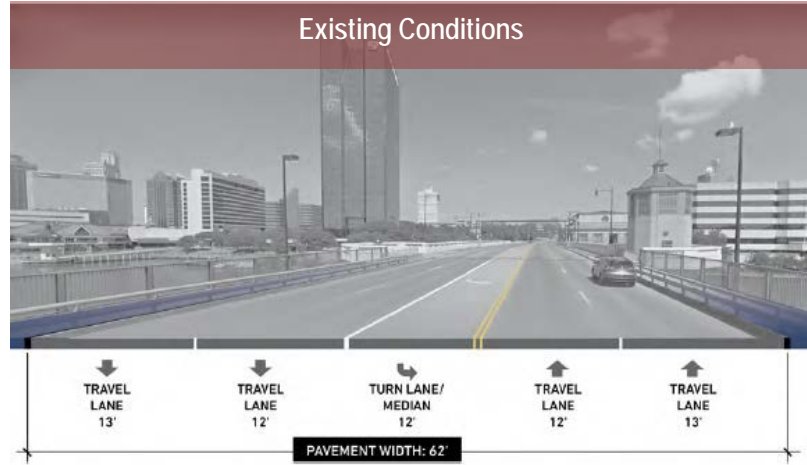 Existing Conditions
TRAVEL
LANE
13'
TRAVEL
LANE
12'
TURN LANE/
MEDIAN
12'
TRAVEL
LANE
12'
TRAVEL
LANE
13'
PAVEMENT WIDTH: 62'